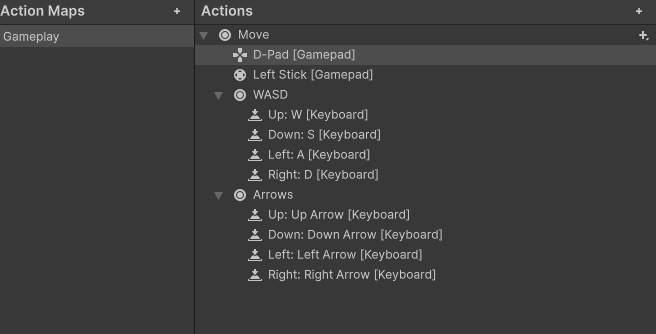 Action Maps + Actions +
Gameplay Move +
D-Pad [Gamepad]
Left Stick [Gamepad]
WASD
Up: W [Keyboard]
Down: S [Keyboard]
Left: A [Keyboard]
Right: D [Keyboard]
Arrows
Up: Up Arrow [Keyboard]
Down: Down Arrow [Keyboard]
Left: Left Arrow [Keyboard]
Right: Right Arrow [Keyboard]